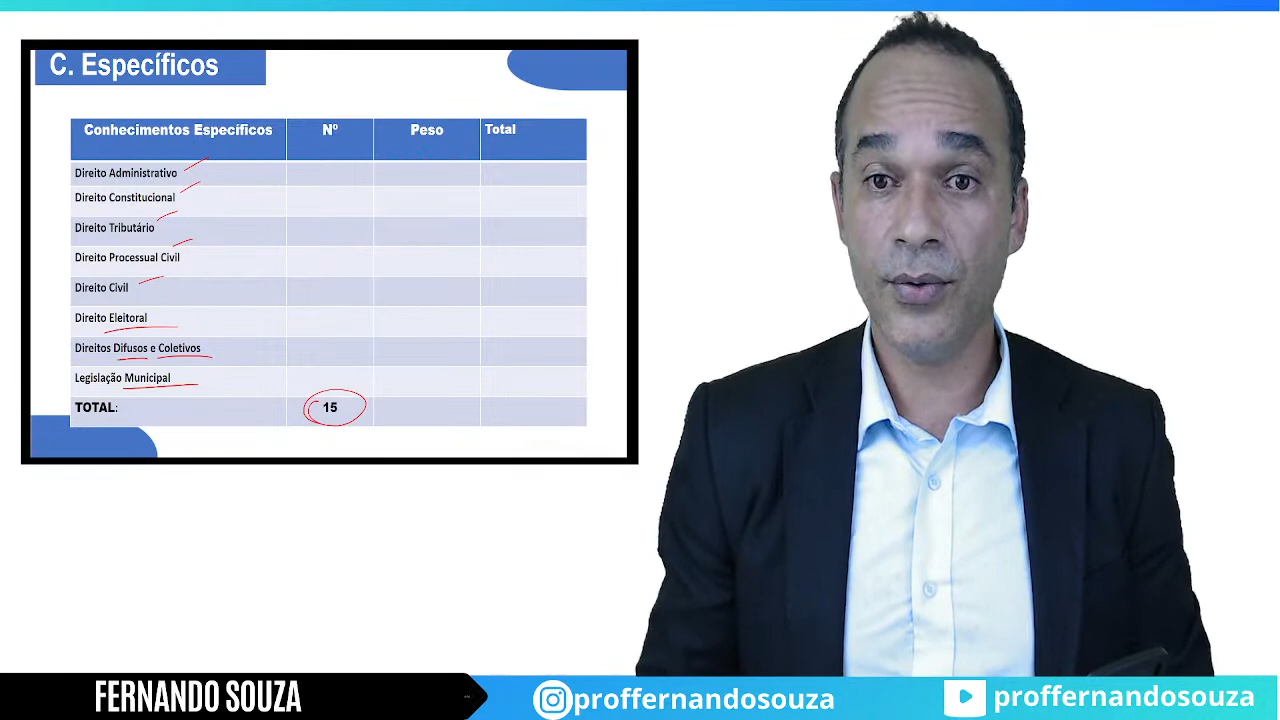 C. Específicos
Conhecimentos Específicos Nº Peso Total
Direito Administrativo
Direito Constitucional
Direito Tributário
Direito Processual Civil
Direito Civil
Direito Eleitoral
Direitos Difusos e Coletivos
Legislação Municipal
TOTAL: 15
FERNANDO SOUZA
proffernandosouza
proffernandosouza